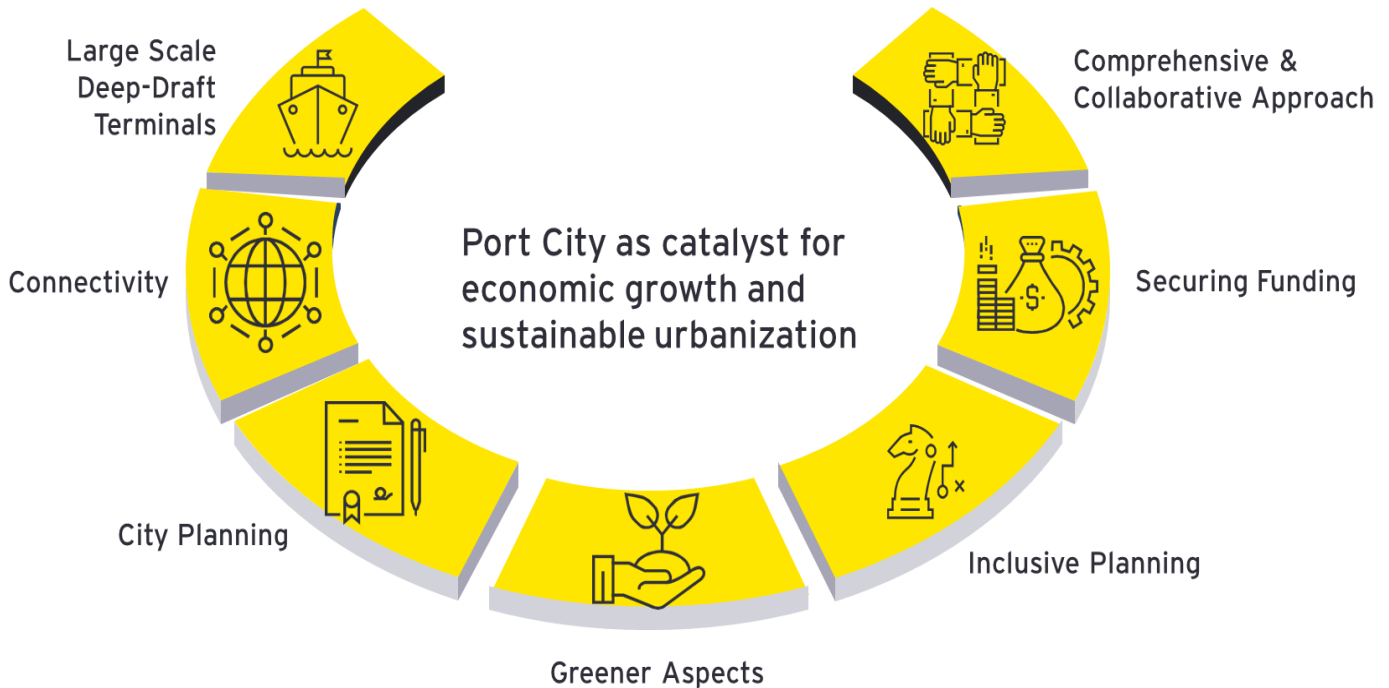 Large Scale
Deep-Draft
Terminals
Connectivity
City Planning
Greener Aspects
Inclusive Planning
Securing Funding
Comprehensive &
Collaborative Approach
Port City as catalyst for
economic growth and
sustainable urbanization
$